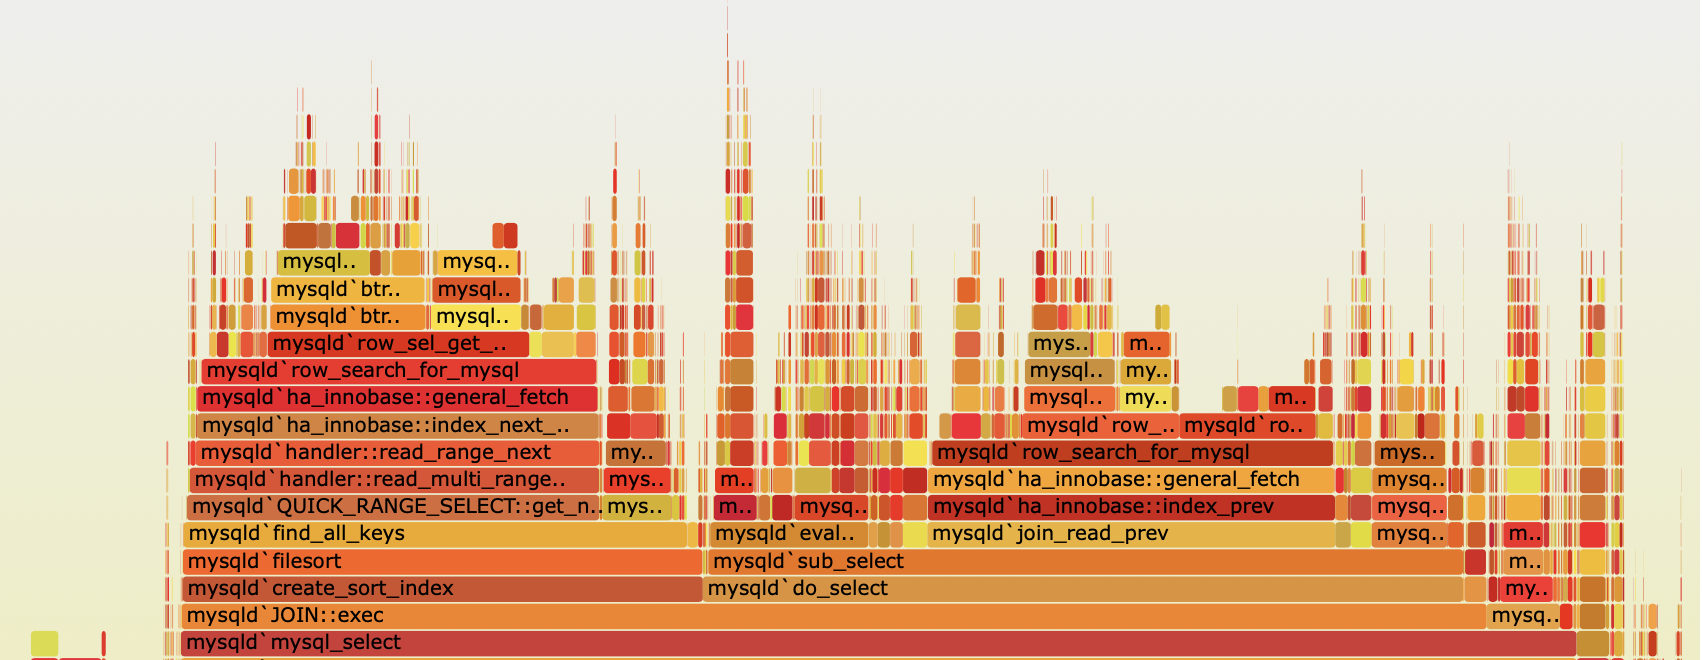 mysql.. mysq..
mysqld`btr.. mysql..
mysqld`btr.. mysql..
mysqld`row_sel_get_.. mys.. m..
mysqld`row_search_for_mysql mysql.. my..
mysqld`ha_innobase::general_fetch mysql.. my.. m..
mysqld`ha_innobase::index_next_.. mysqld`row_.. mysqld`ro..
mysqld`handler::read_range_next my.. mysqld`row_search_for_mysql mys..
mysqld`handler::read_multi_range.. mys.. m.. mysqld`ha_innobase::general_fetch mysq..
mysqld`QUICK_RANGE_SELECT::get_n.. mys.. m.. mysq.. mysqld`ha_innobase::index_prev mysq..
mysqld`find_all_keys mysqld`eval.. mysqld`join_read_prev mysq.. m..
mysqld`filesort mysqld`sub_select m..
mysqld`create_sort_index mysqld`do_select my..
mysqld`JOIN::exec mysq..
mysqld`mysql_select